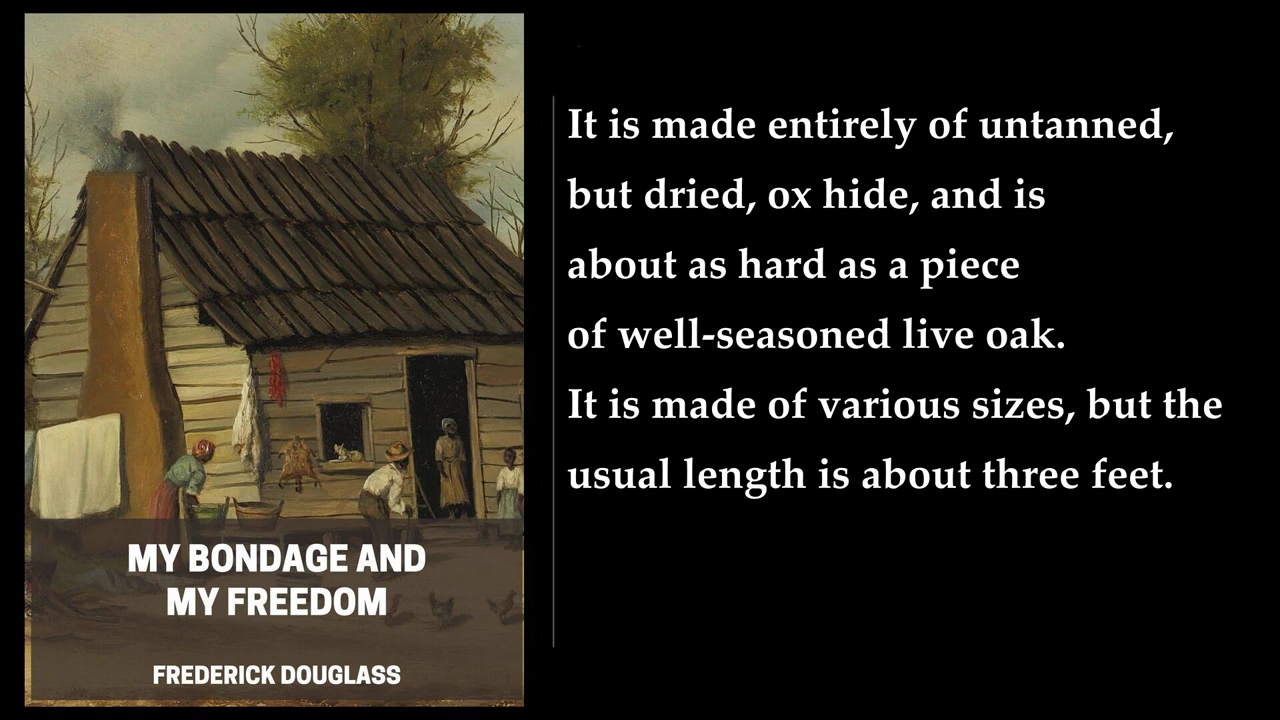 MY BONDAGE AND
MY FREEDOM
FREDERICK DOUGLASS
It is made entirely of untanned,
but dried, ox hide, and is
about as hard as a piece
of well-seasoned live oak.
It is made of various sizes, but the
usual length is about three feet.